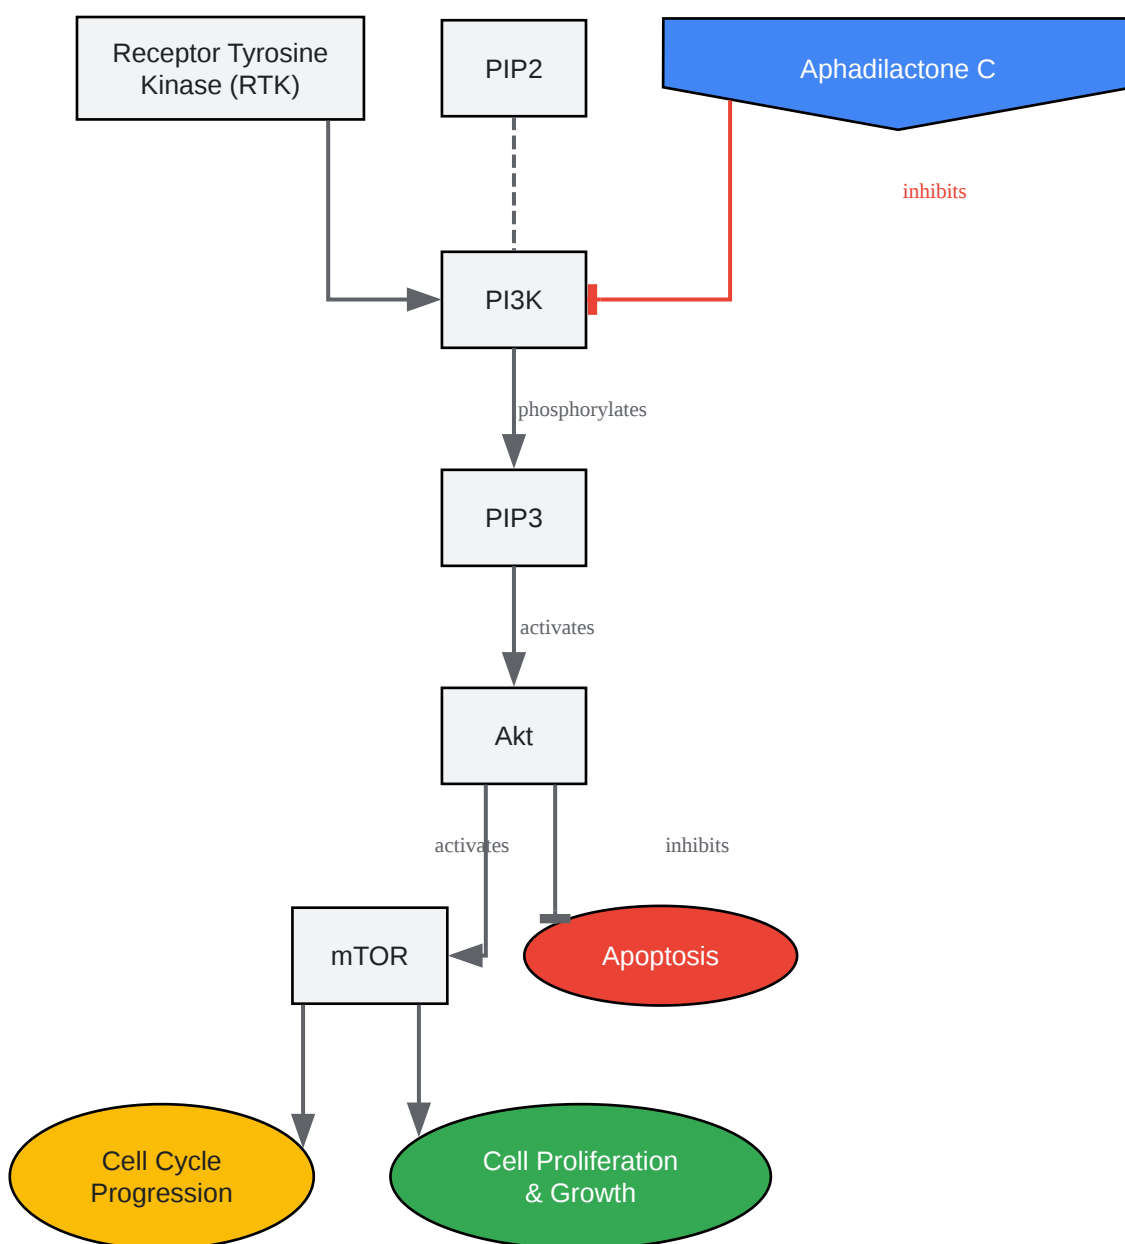 Receptor Tyrosine
Kinase (RTK)
PIP2
Aphadilactone C
inhibits
PI3K
phosphorylates
PIP3
activates
Akt
activates
inhibits
mTOR
Apoptosis
Cell Cycle
Progression
Cell Proliferation
& Growth